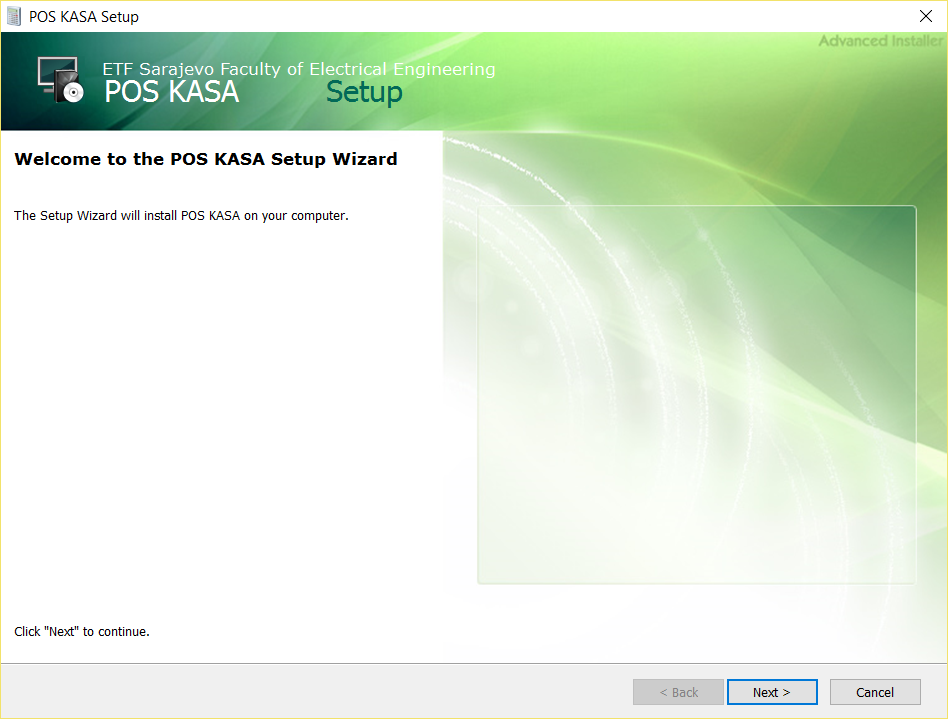 POS KASA Setup
Advanced Installer
ETF Sarajevo Faculty of Electrical Engineering
POS KASA Setup
Welcome to the POS KASA Setup Wizard
The Setup Wizard will install POS KASA on your computer.
Click "Next" to continue.
< Back Next > Cancel